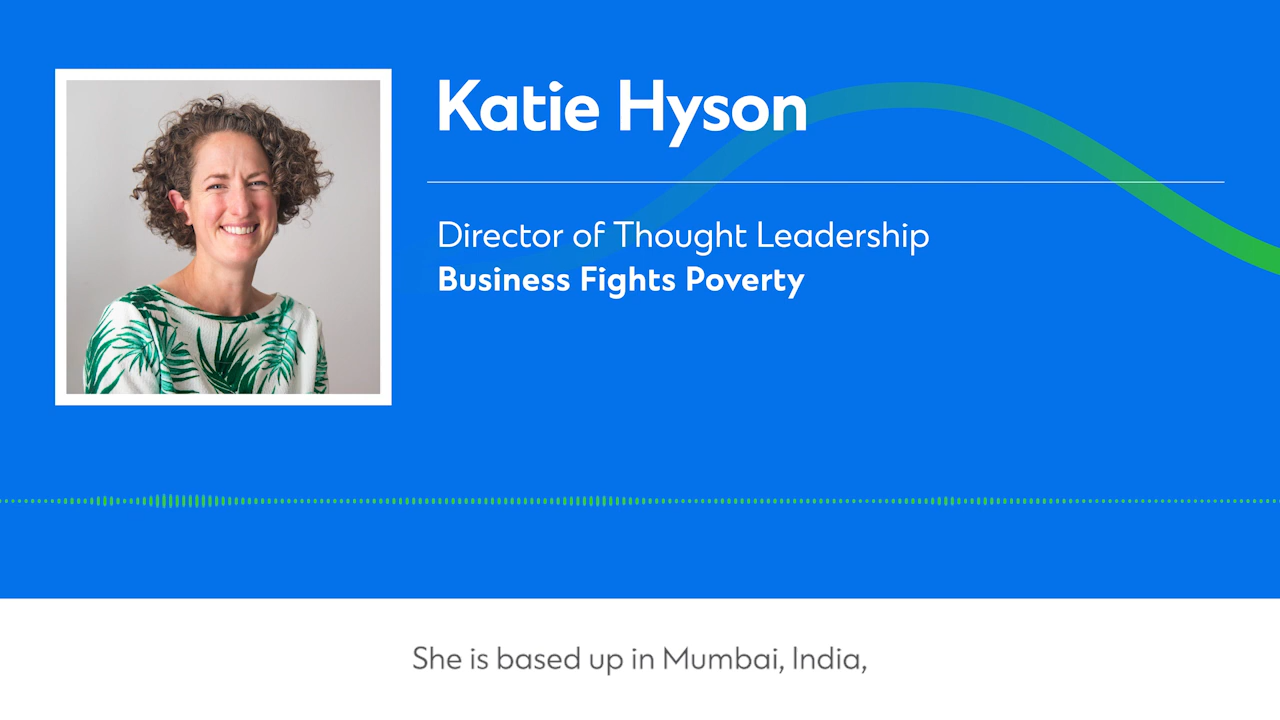 Katie Hyson
Director of Thought Leadership
Business Fights Poverty
She is based up in Mumbai, India,